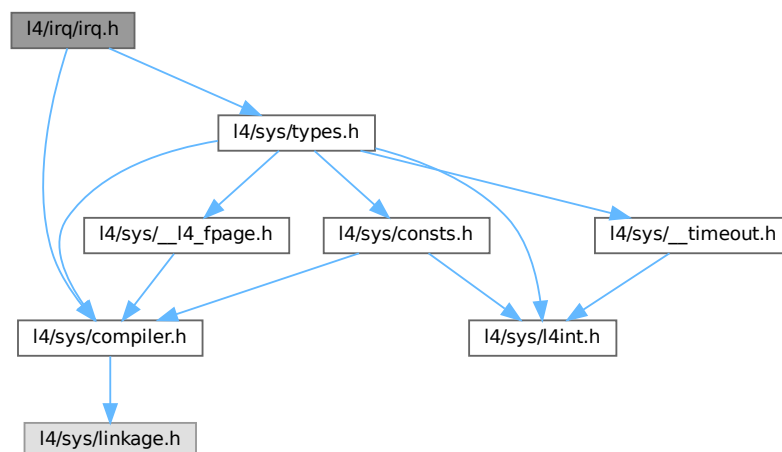 l4/irq/irq.h
l4/sys/types.h
l4/sys/__l4_fpage.h
l4/sys/consts.h
l4/sys/__timeout.h
l4/sys/compiler.h
l4/sys/l4int.h
l4/sys/linkage.h